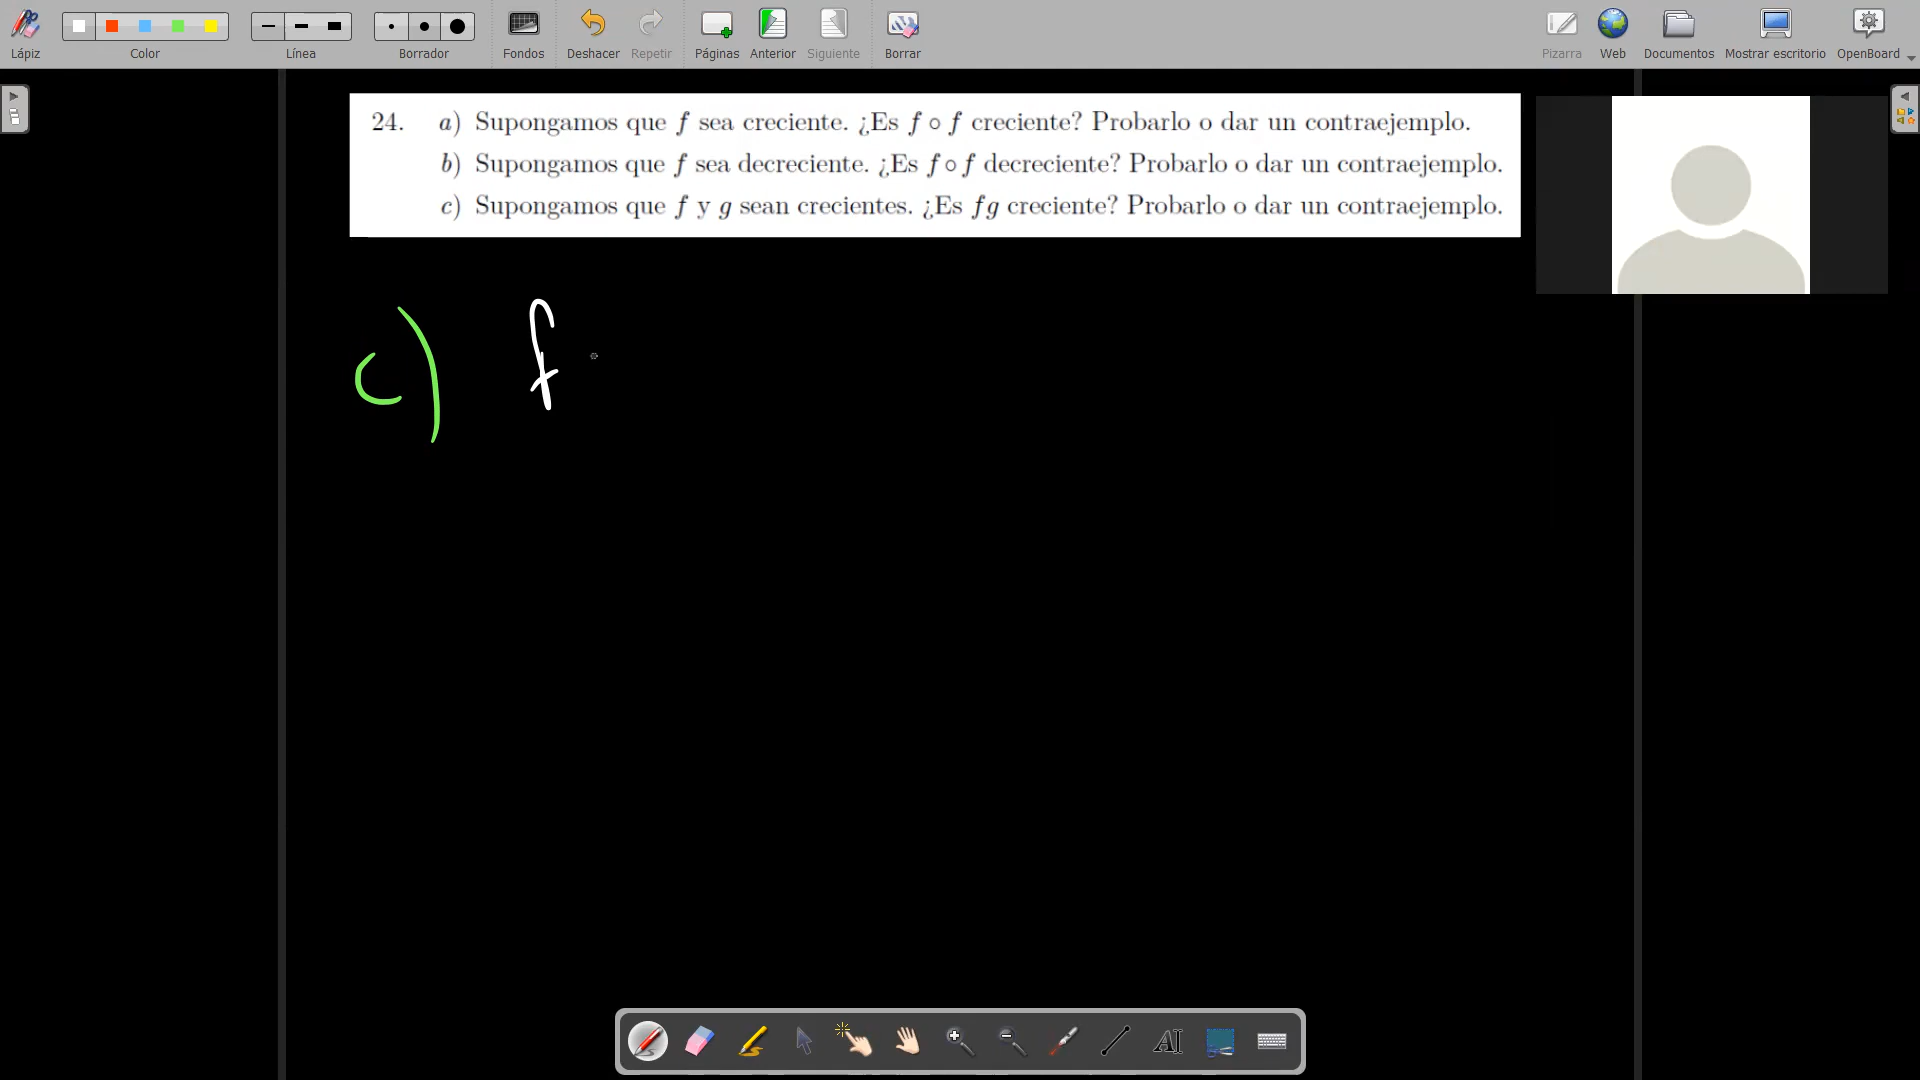 Lápiz Color Línea Borrador Fondos Deshacer Repetir Páginas Anterior Siguiente Borrar Pizarra Web Documentos Mostrar escritorio OpenBoard
24. a) Supongamos que f sea creciente. ¿Es f ∘ f creciente? Probarlo o dar un contraejemplo.
b) Supongamos que f sea decreciente. ¿Es f ∘ f decreciente? Probarlo o dar un contraejemplo.
c) Supongamos que f y g sean crecientes. ¿Es fg creciente? Probarlo o dar un contraejemplo.
c) f
AI